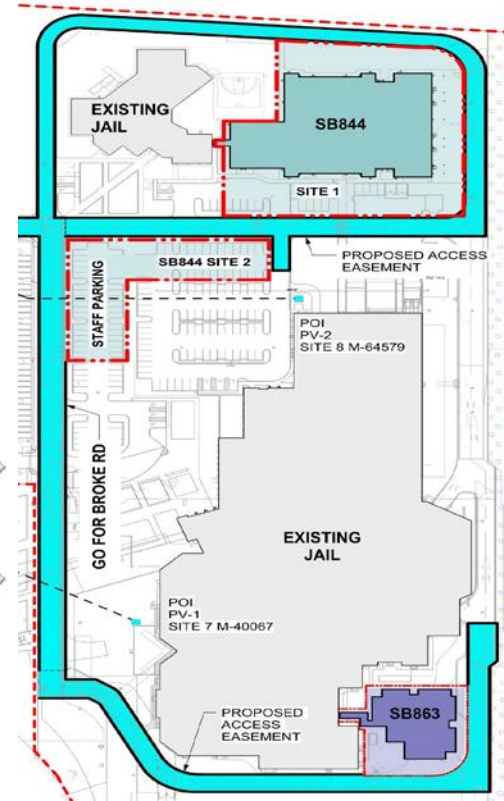 EXISTING
JAIL
SB844
SITE 1
PROPOSED ACCESS
EASEMENT
SB844 SITE 2
STAFF PARKING
POI
PV-2
SITE 8 M-64579
GO FOR BROKE RD
EXISTING
JAIL
POI
PV-1
SITE 7 M-40067
SB863
PROPOSED
ACCESS
EASEMENT